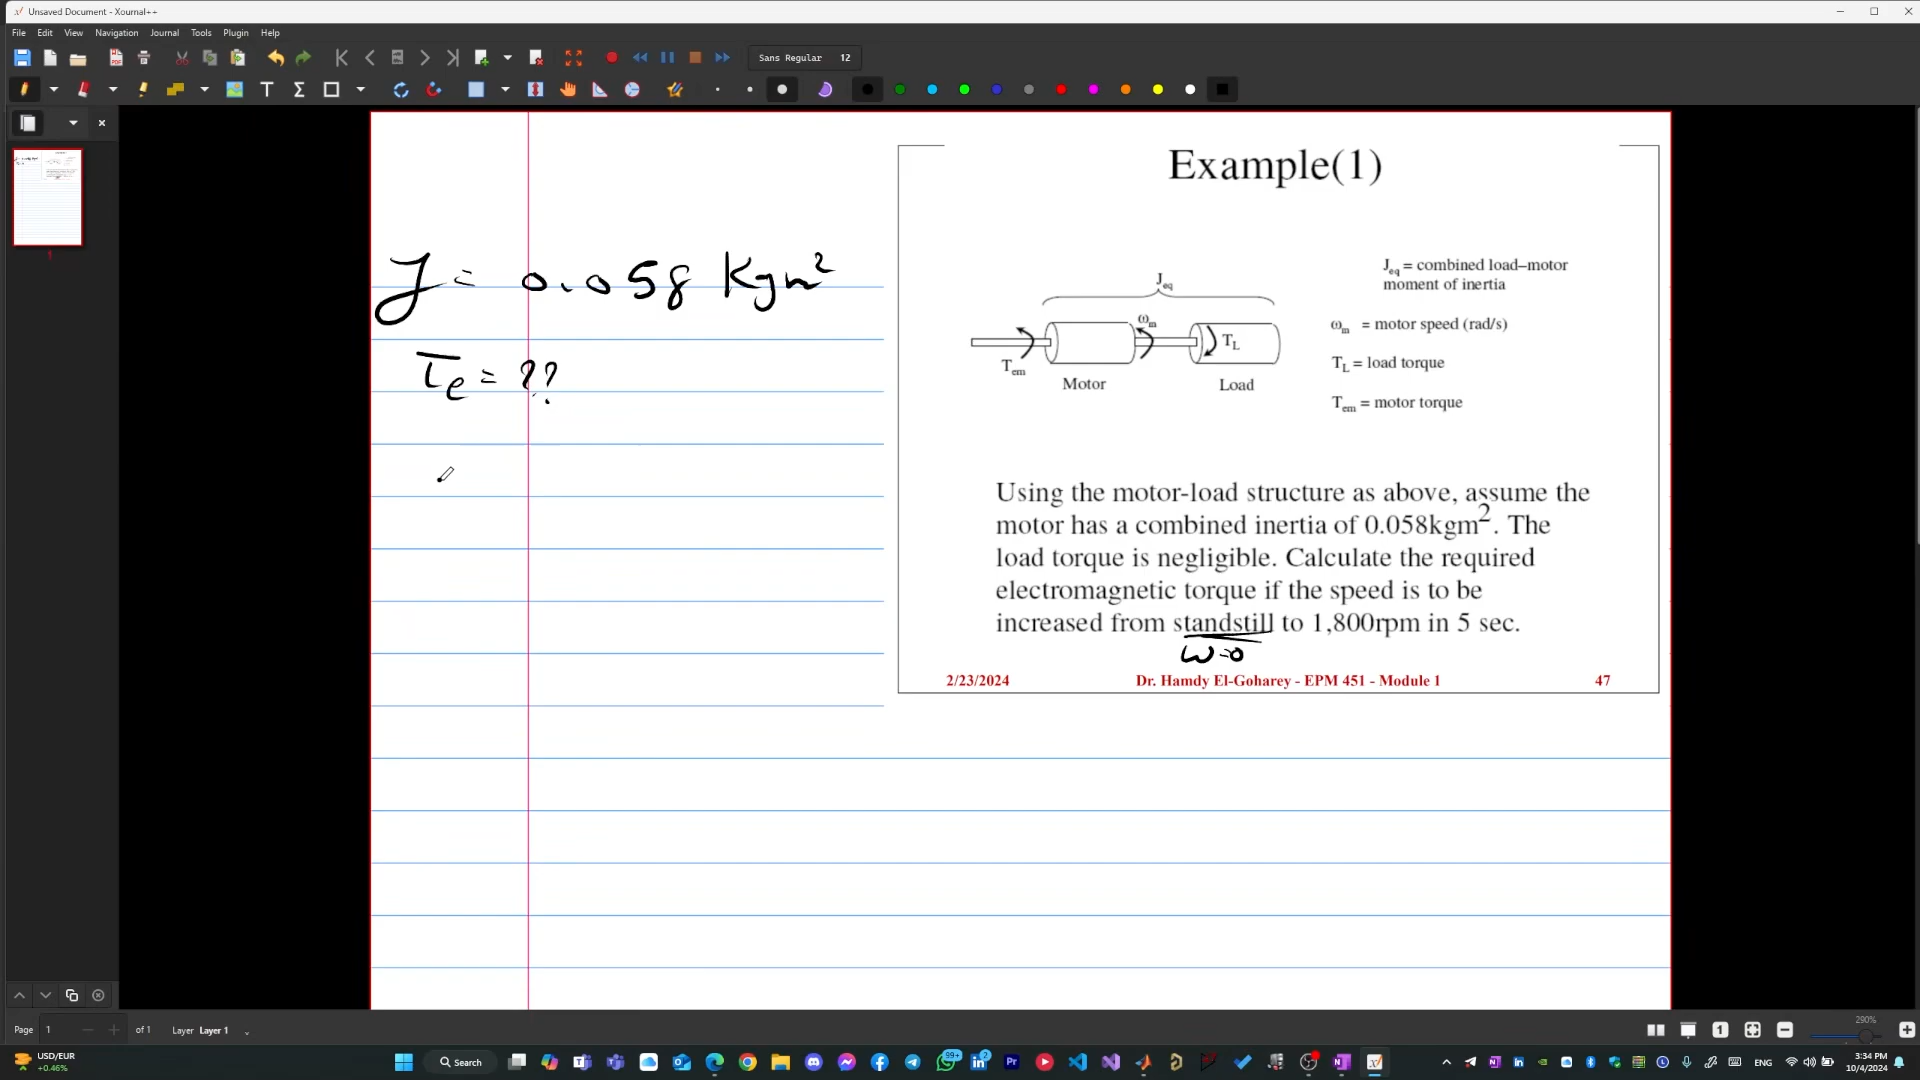 Unsaved Document - Xournal++
File Edit View Navigation Journal Tools Plugin Help
Sans Regular 12
J = 0.058 Kgm²
Te = ??
Example(1)
Jeq
ωm
TL
Tem
Motor
Load
Jeq = combined load–motor
moment of inertia
ωm = motor speed (rad/s)
TL = load torque
Tem = motor torque
Using the motor-load structure as above, assume the
motor has a combined inertia of 0.058kgm². The
load torque is negligible. Calculate the required
electromagnetic torque if the speed is to be
increased from standstill to 1,800rpm in 5 sec.
ω=0
2/23/2024 Dr. Hamdy El-Goharey - EPM 451 - Module 1 47
Page 1 of 1 Layer Layer 1
290%
USD/EUR
+0.46%
Search
99+
2
ENG
3:34 PM
10/4/2024